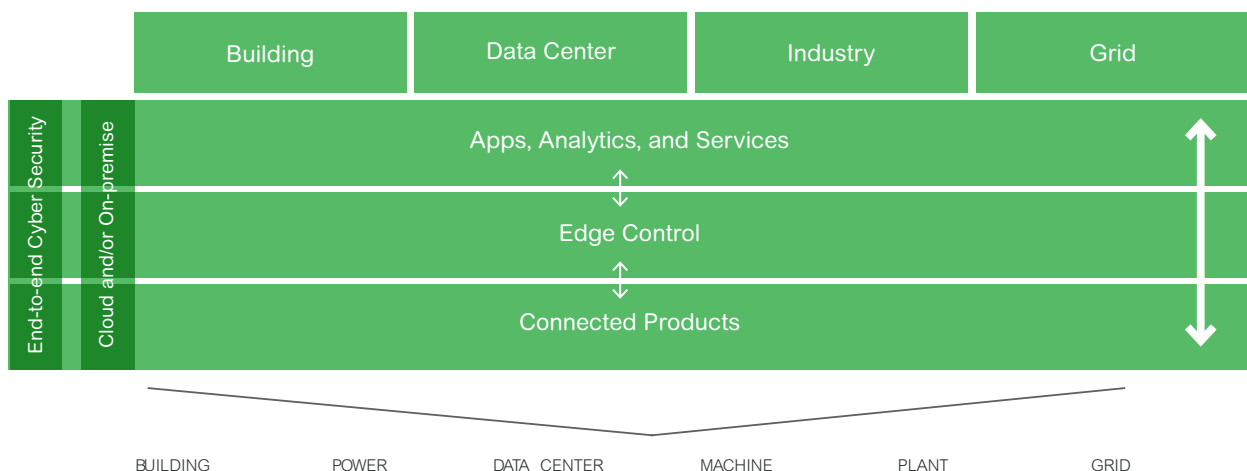 Building
Data Center
Industry
Grid
End-to-end Cyber Security
Cloud and/or On-premise
Apps, Analytics, and Services
Edge Control
Connected Products
BUILDING
POWER
DATA CENTER
MACHINE
PLANT
GRID